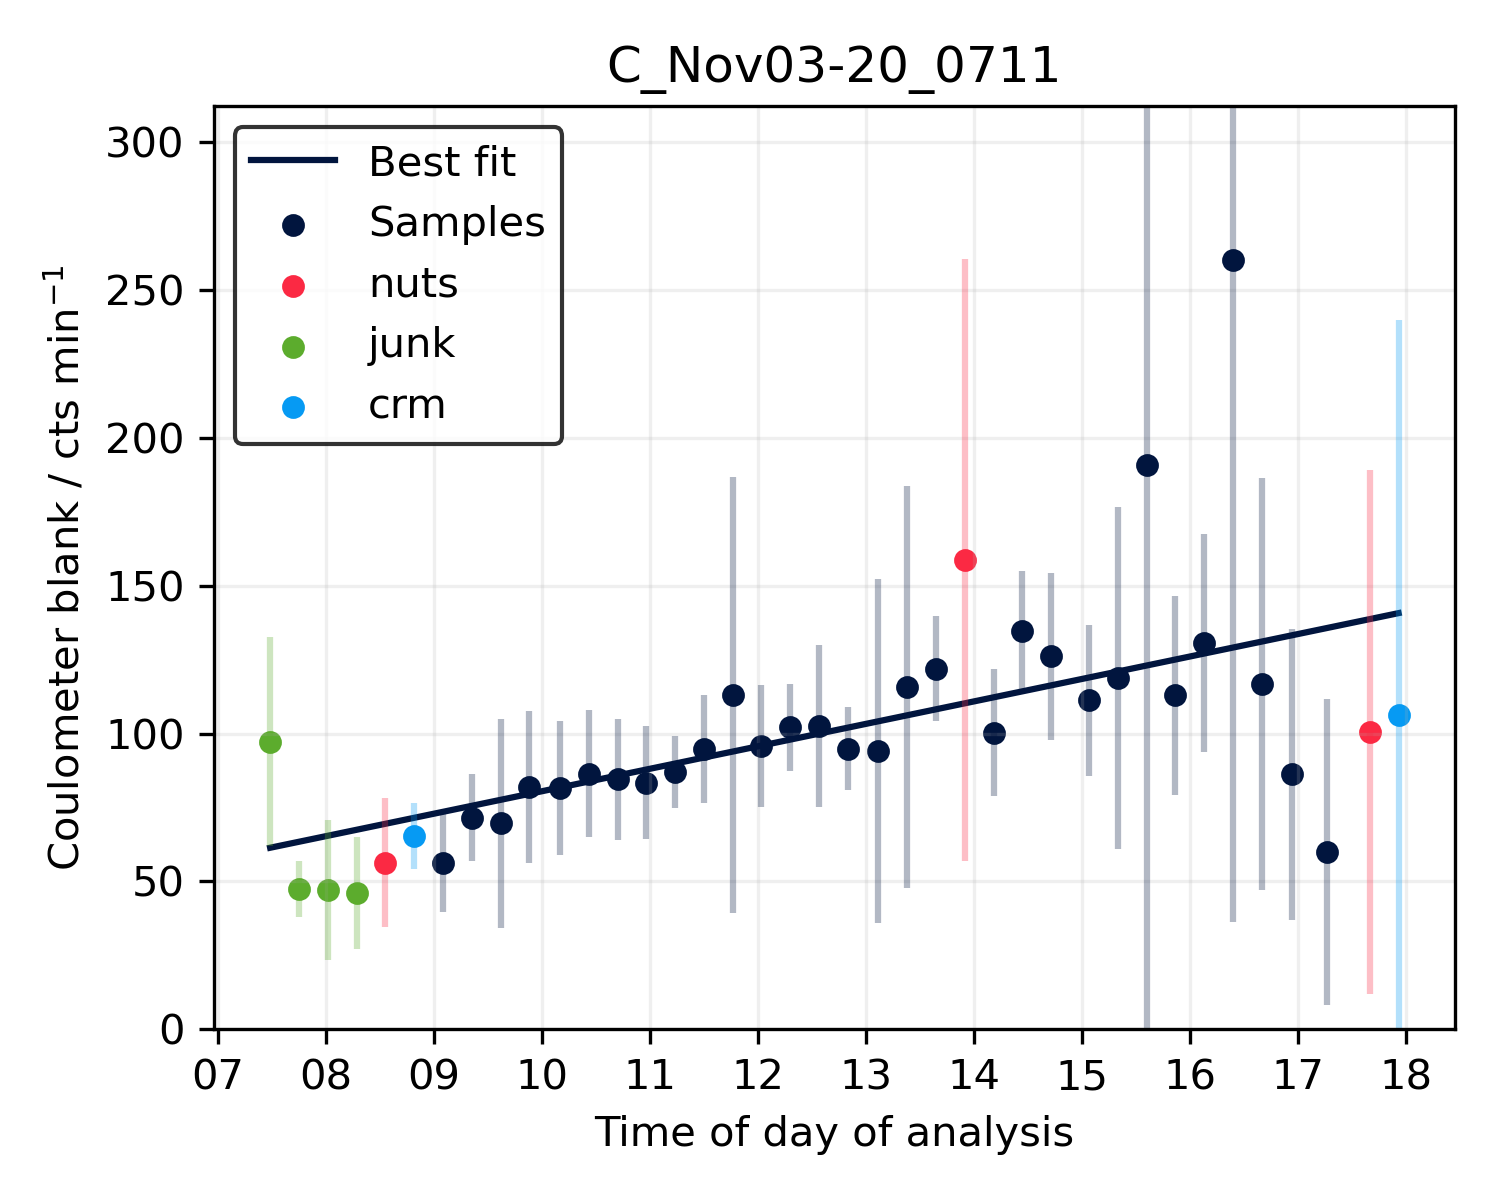 C_Nov03-20_0711
Best fit
Samples
nuts
junk
crm
Coulometer blank / cts min⁻¹
300
250
200
150
100
50
0
07 08 09 10 11 12 13 14 15 16 17 18
Time of day of analysis